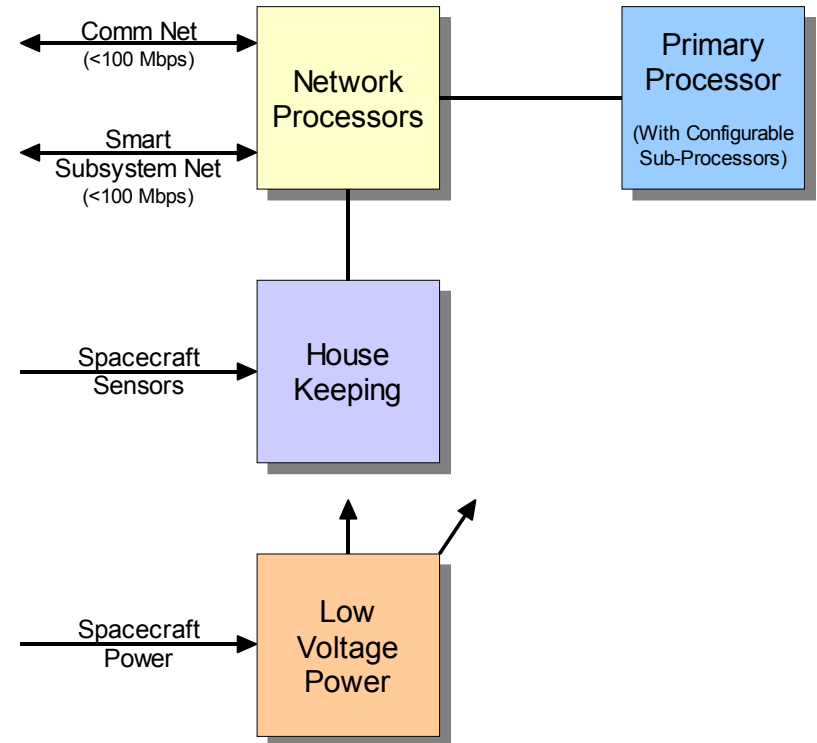 Comm Net
(<100 Mbps)
Network
Processors
Primary
Processor
(With Configurable
Sub-Processors)
Smart
Subsystem Net
(<100 Mbps)
Spacecraft
Sensors
House
Keeping
Spacecraft
Power
Low
Voltage
Power